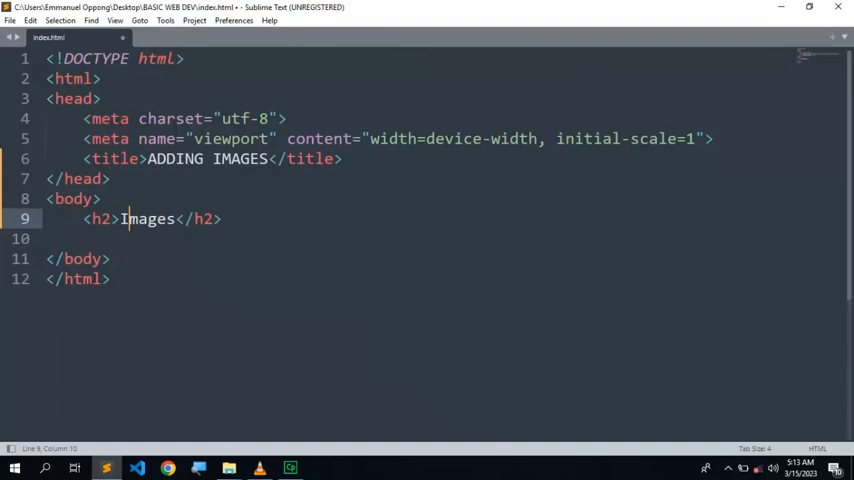 C:\Users\Emmanuel Oppong\Desktop\BASIC WEB DEV\index.html • - Sublime Text (UNREGISTERED)
File Edit Selection Find View Goto Tools Project Preferences Help
index.html
1 <!DOCTYPE html>
2 <html>
3 <head>
4 <meta charset="utf-8">
5 <meta name="viewport" content="width=device-width, initial-scale=1">
6 <title>ADDING IMAGES</title>
7 </head>
8 <body>
9 <h2>Images</h2>
10
11 </body>
12 </html>
Line 9, Column 10 Tab Size: 4 HTML
Cp
5:13 AM
3/15/2023
10